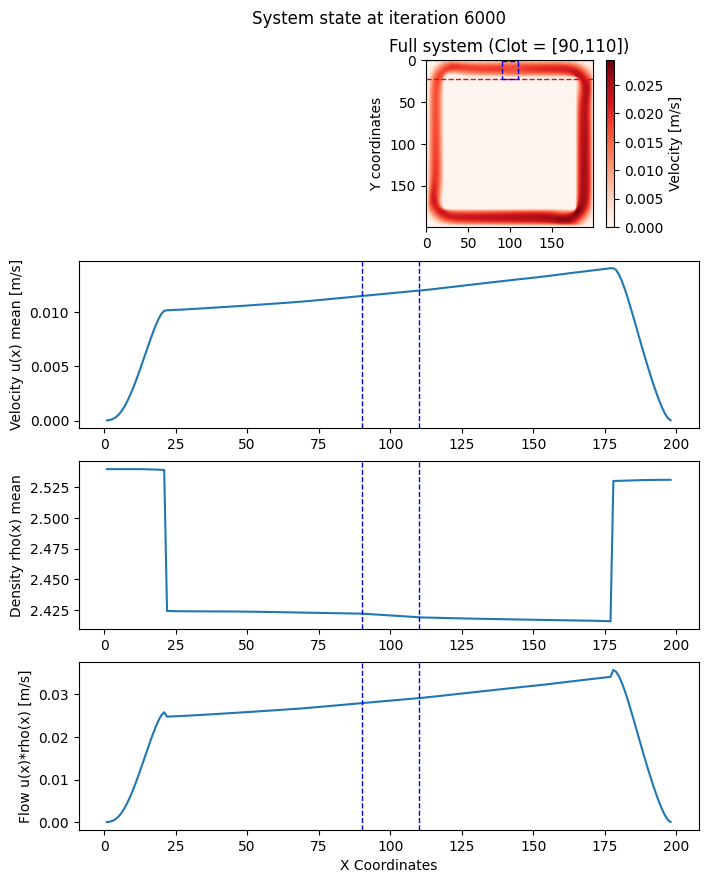 System state at iteration 6000
Full system (Clot = [90,110])
0
50
100
150
Y coordinates
0 50 100 150
0.025
0.020
0.015
0.010
0.005
0.000
Velocity [m/s]
0.010
0.005
0.000
Velocity u(x) mean [m/s]
0 25 50 75 100 125 150 175 200
2.525
2.500
2.475
2.450
2.425
Density rho(x) mean
0 25 50 75 100 125 150 175 200
0.03
0.02
0.01
0.00
Flow u(x)*rho(x) [m/s]
0 25 50 75 100 125 150 175 200
X Coordinates